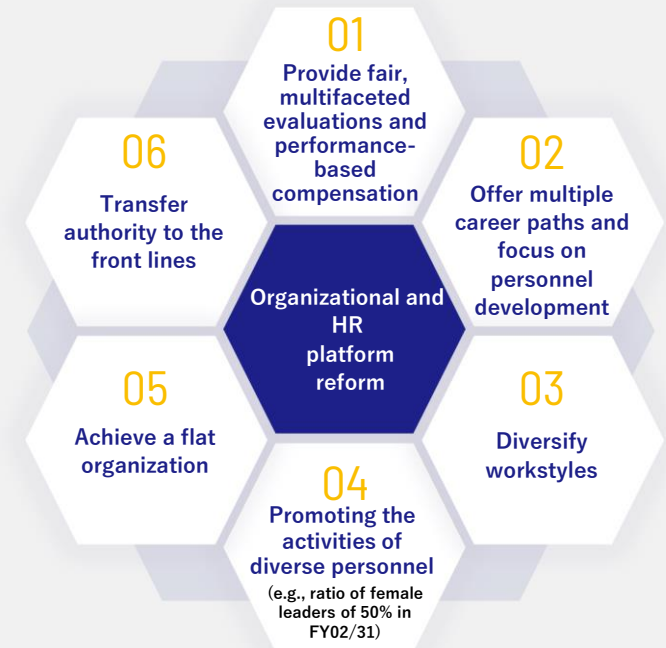 01
Provide fair,
multifaceted
evaluations and
performance-
based
compensation
02
Offer multiple
career paths and
focus on
personnel
development
03
Diversify
workstyles
04
Promoting the
activities of
diverse personnel
(e.g., ratio of female
leaders of 50% in
FY02/31)
05
Achieve a flat
organization
06
Transfer
authority to the
front lines
Organizational and
HR
platform
reform